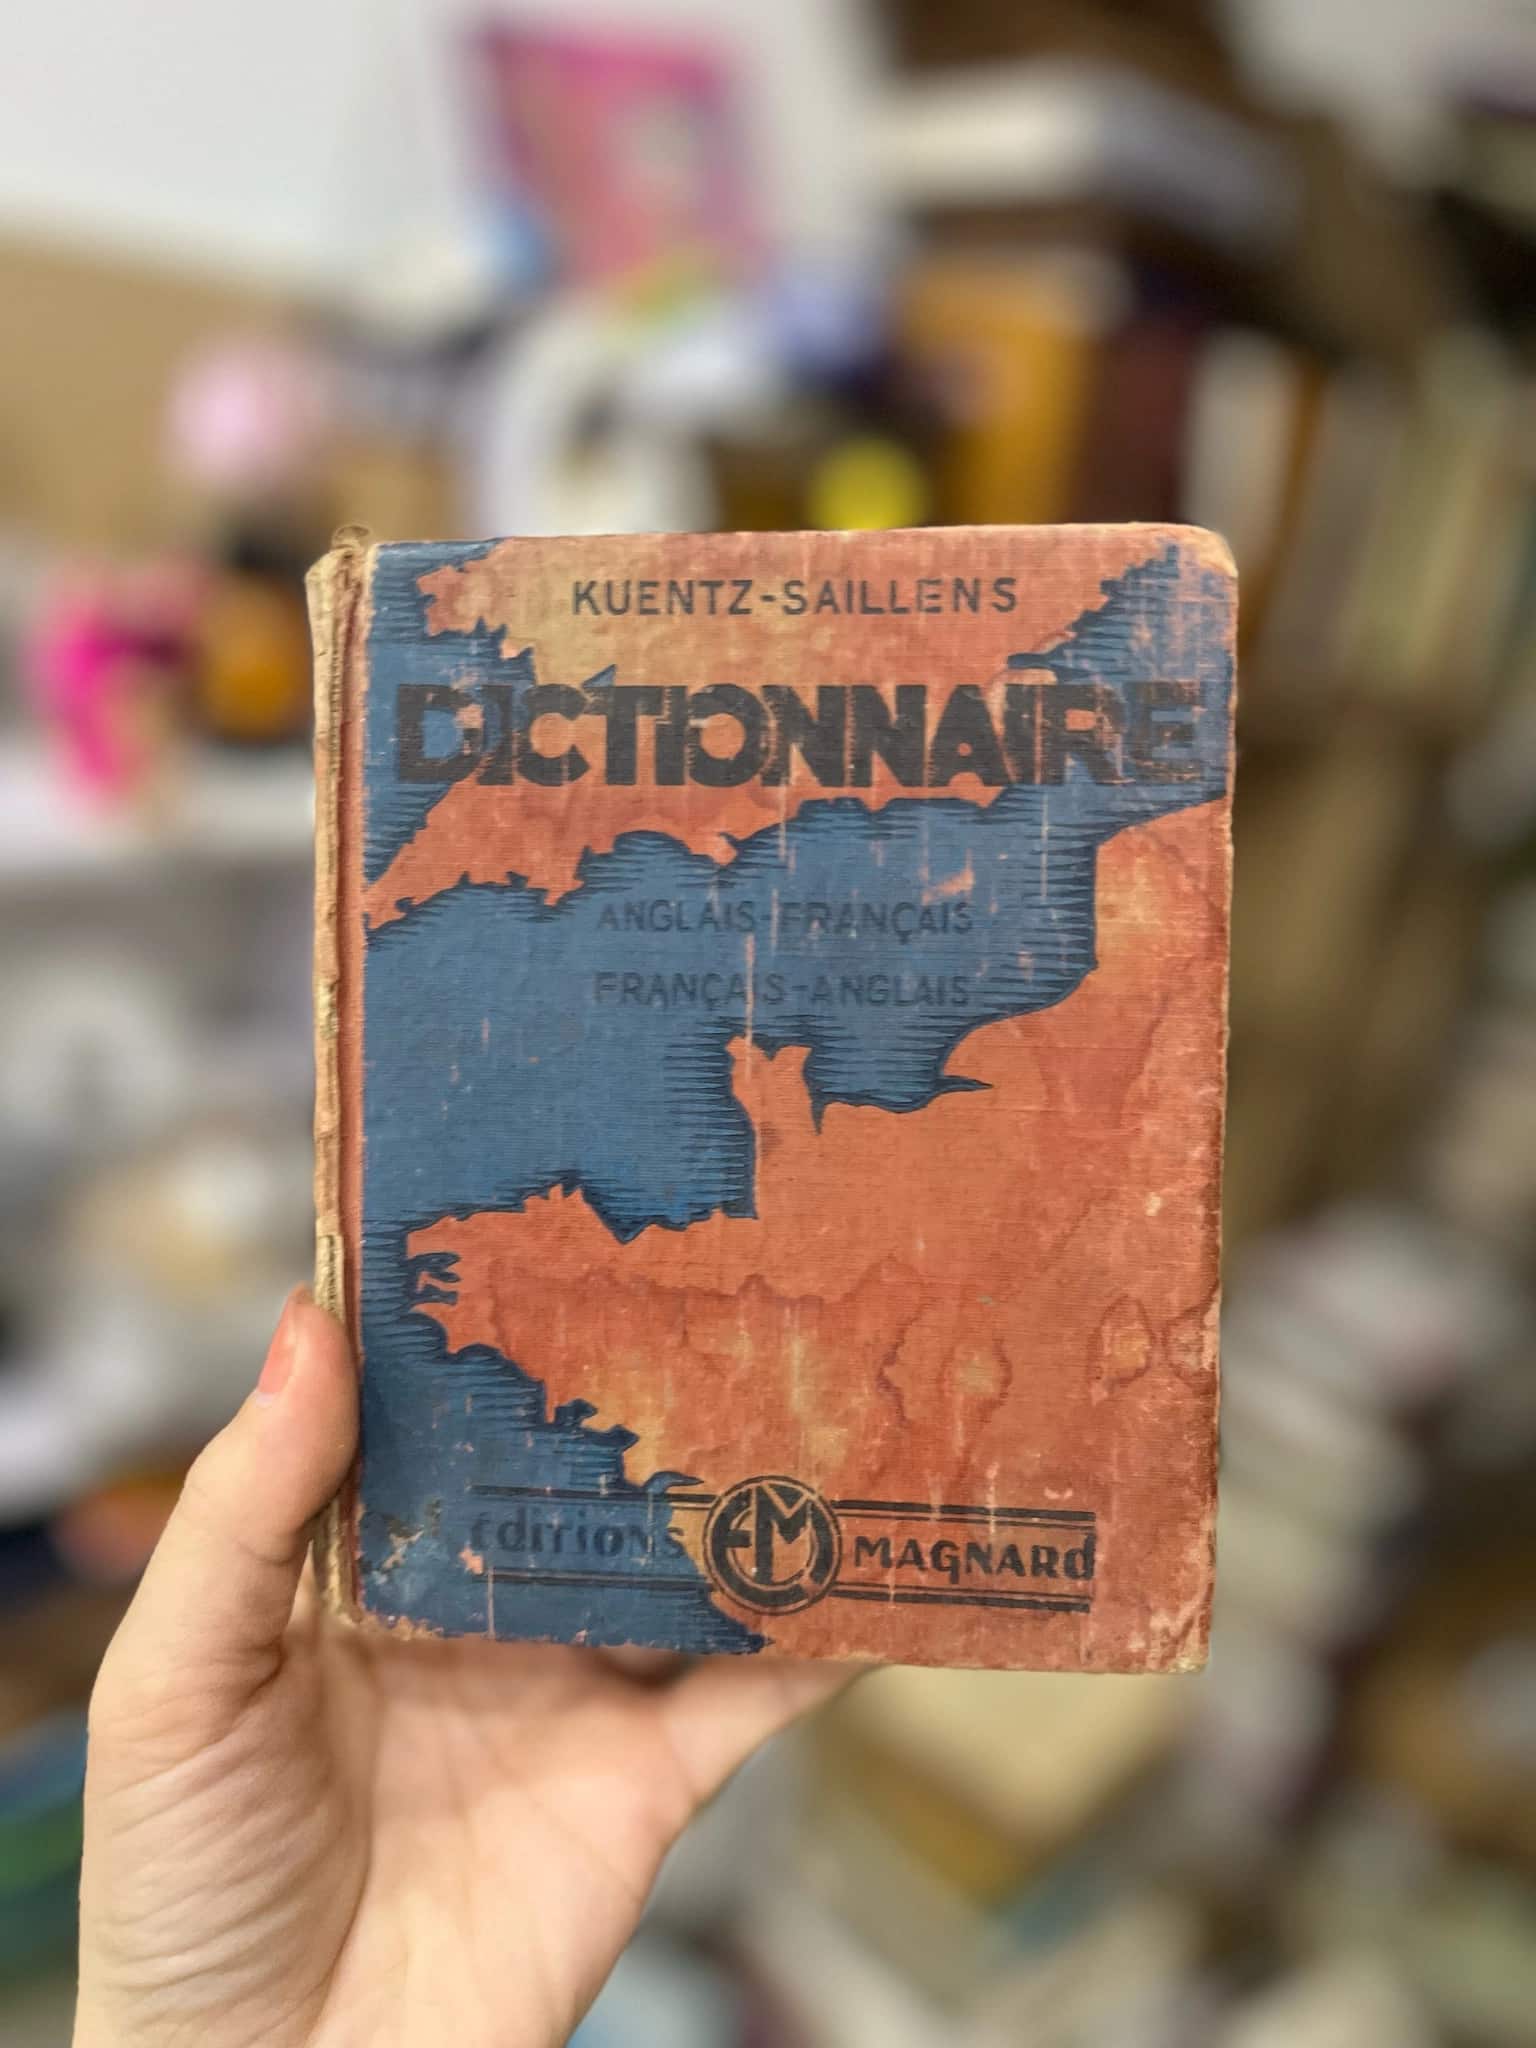 KUENTZ-SAILLENS
DICTIONNAIRE
ANGLAIS-FRANÇAIS
FRANÇAIS-ANGLAIS
éditions EM MAGNARD